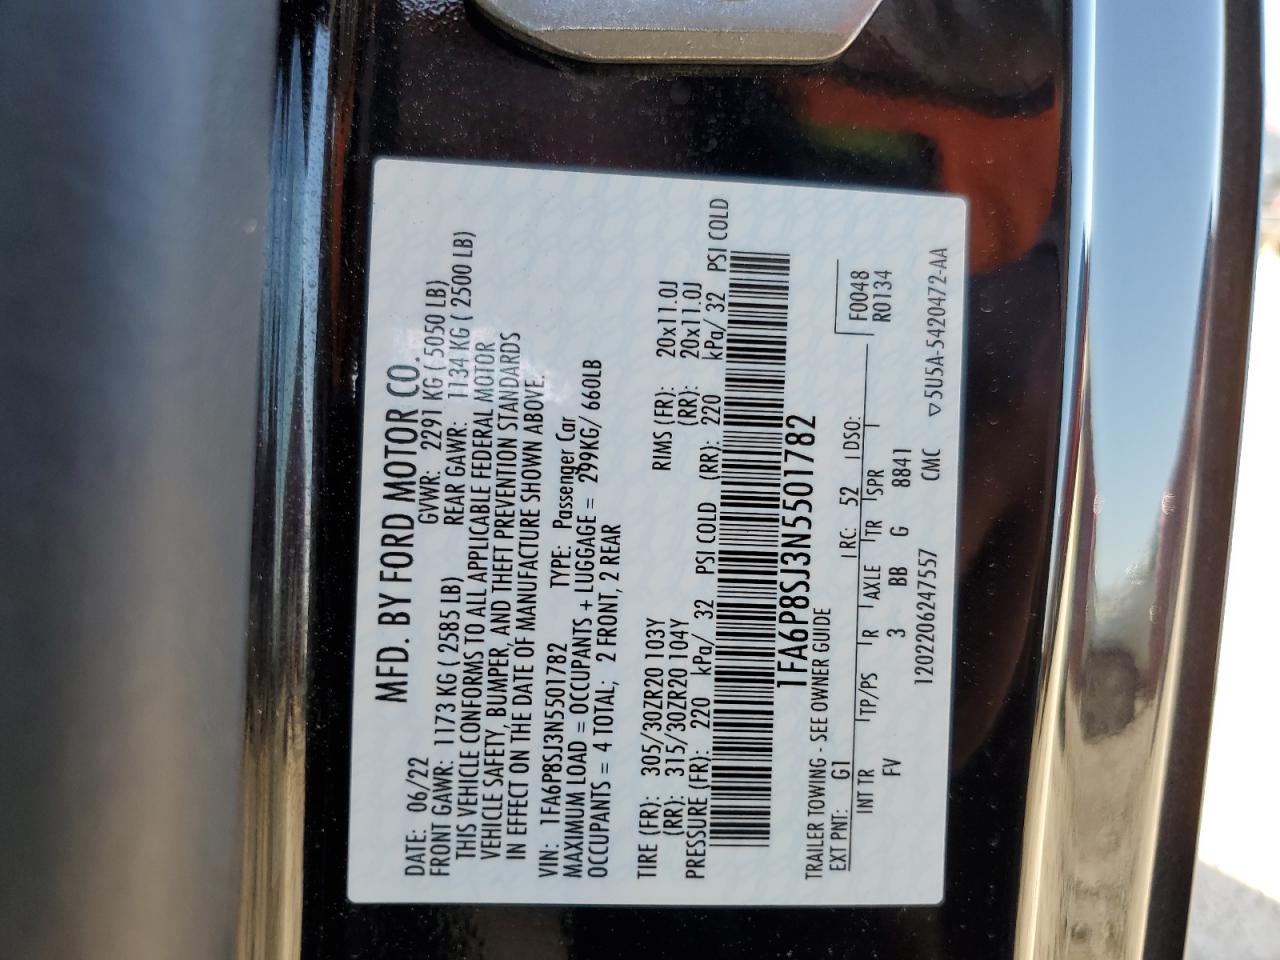 MFD. BY FORD MOTOR CO.
DATE: 06/22 GVWR: 2291 KG (5050 LB)
FRONT GAWR: 1173 KG (2585 LB) REAR GAWR: 1134 KG (2500 LB)
THIS VEHICLE CONFORMS TO ALL APPLICABLE FEDERAL MOTOR
VEHICLE SAFETY, BUMPER, AND THEFT PREVENTION STANDARDS
IN EFFECT ON THE DATE OF MANUFACTURE SHOWN ABOVE.
VIN: 1FA6P8SJ3N5501782 TYPE: Passenger Car
MAXIMUM LOAD = OCCUPANTS + LUGGAGE = 299KG/ 660LB
OCCUPANTS = 4 TOTAL; 2 FRONT, 2 REAR
TIRE (FR): 305/30ZR20 103Y RIMS (FR): 20x11.0J
(RR): 315/30ZR20 104Y (RR): 20x11.0J
PRESSURE (FR): 220 kPa/ 32 PSI COLD (RR): 220 kPa/ 32 PSI COLD
1FA6P8SJ3N5501782
TRAILER TOWING - SEE OWNER GUIDE
EXT PNT: G1 RC: 52 DSO: F0048
INT TR TP/PS R AXLE TR SPR R0134
FV 3 BB G 8841
1202206247557 CMC ▽5U5A-5420472-AA